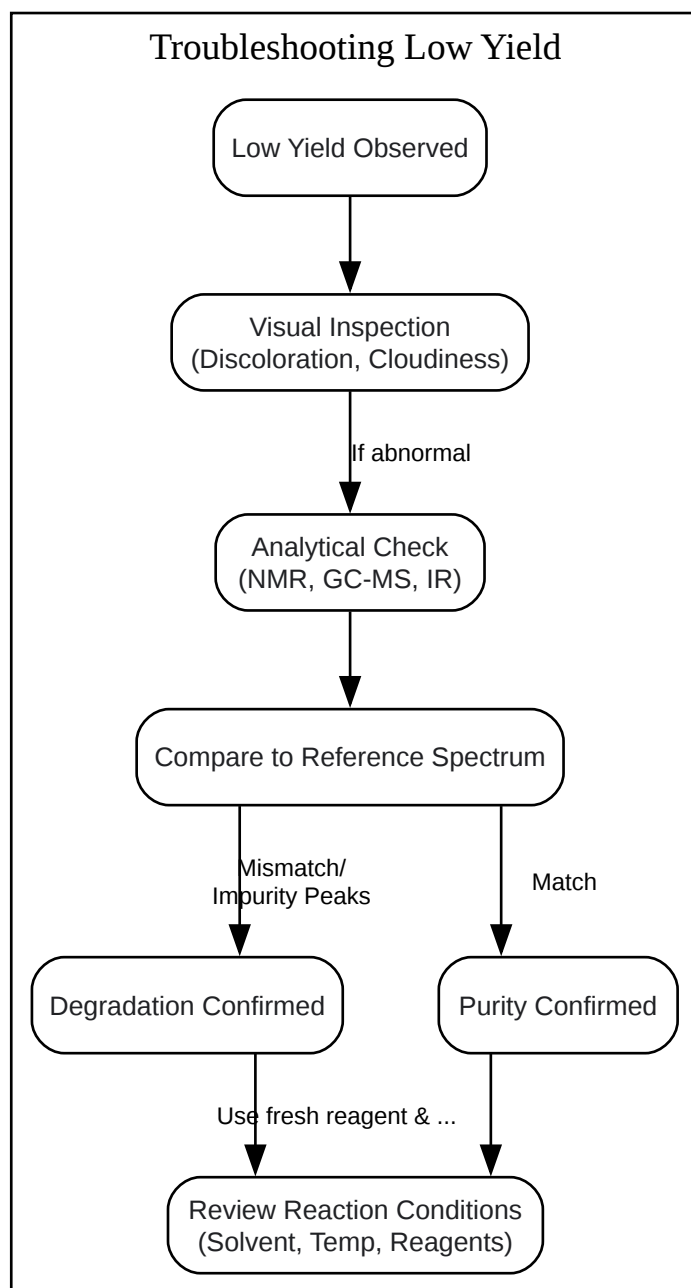 Troubleshooting Low Yield
Low Yield Observed
Visual Inspection
(Discoloration, Cloudiness)
If abnormal
Analytical Check
(NMR, GC-MS, IR)
Compare to Reference Spectrum
Mismatch/
Impurity Peaks
Match
Degradation Confirmed
Purity Confirmed
Use fresh reagent & ...
Review Reaction Conditions
(Solvent, Temp, Reagents)